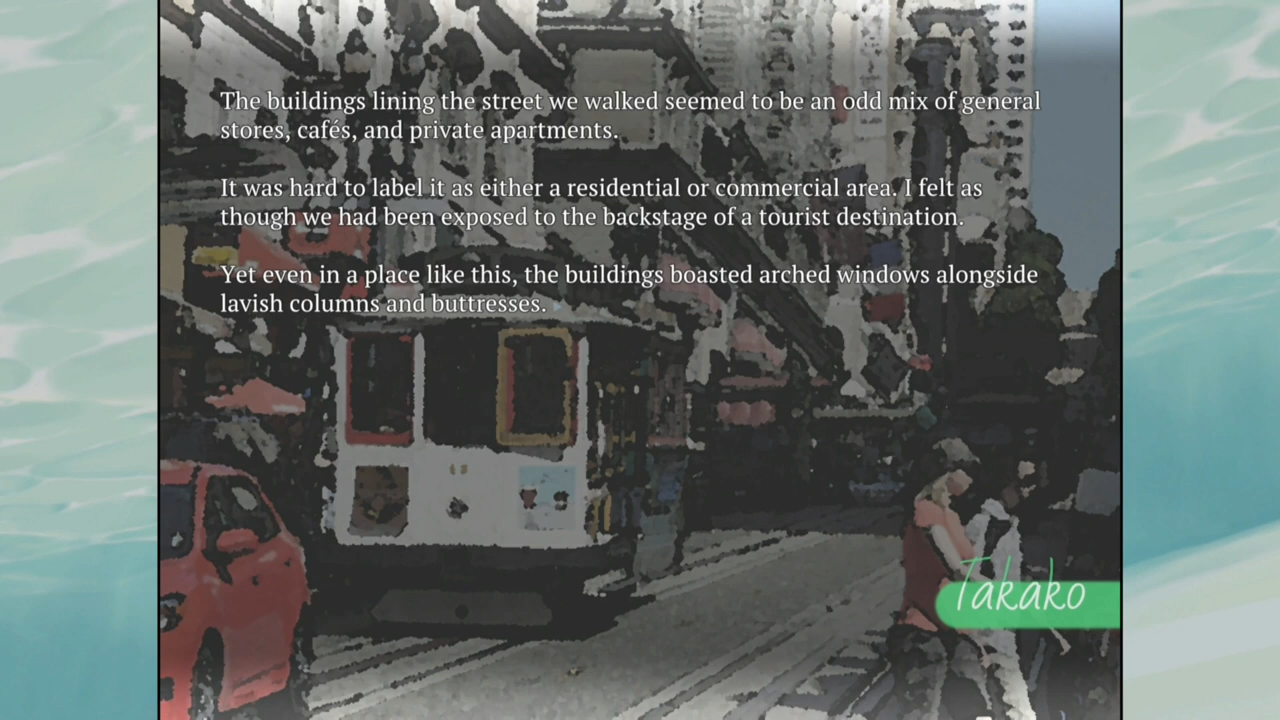 The buildings lining the street we walked seemed to be an odd mix of general
stores, cafés, and private apartments.
It was hard to label it as either a residential or commercial area. I felt as
though we had been exposed to the backstage of a tourist destination.
Yet even in a place like this, the buildings boasted arched windows alongside
lavish columns and buttresses.
Takako